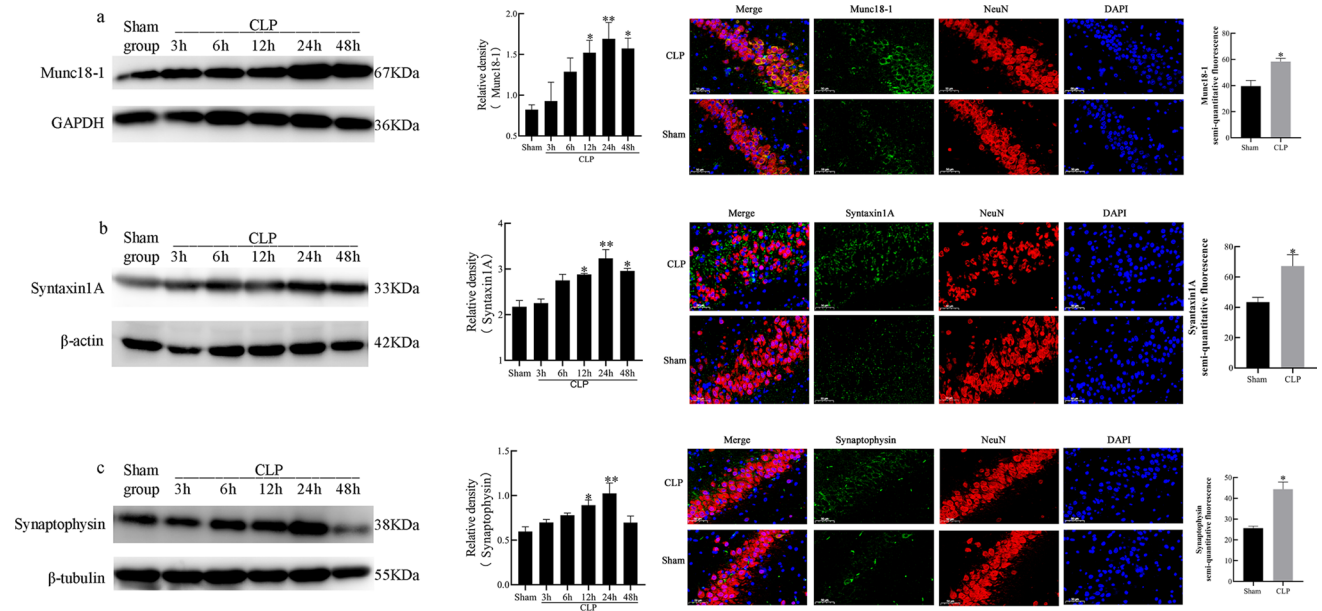 a
Sham group
CLP
3h 6h 12h 24h 48h
Munc18-1
67KDa
GAPDH
36KDa
Relative density
( Munc18-1)
2.0
1.5
1.0
0.5
* ** *
Sham 3h 6h 12h 24h 48h
CLP
Merge Munc18-1 NeuN DAPI
CLP
Sham
Munc18-1
semi-quantitative fluorescence
80
60
40
20
0
*
Sham CLP
b
Sham group
CLP
3h 6h 12h 24h 48h
Syntaxin1A
33KDa
β-actin
42KDa
Relative density
( Syntaxin1A)
4
3
2
1
* ** *
Sham 3h 6h 12h 24h 48h
CLP
Merge Syntaxin1A NeuN DAPI
CLP
Sham
Syantaxin1A
semi-quantitative fluorescence
80
60
40
20
0
*
Sham CLP
c
Sham group
CLP
3h 6h 12h 24h 48h
Synaptophysin
38KDa
β-tubulin
55KDa
Relative density
( Synaptophysin)
1.5
1.0
0.5
0.0
* **
Sham 3h 6h 12h 24h 48h
CLP
Merge Synaptophysin NeuN DAPI
CLP
Sham
Synaptophysin
semi-quantitative fluorescence
50
40
30
20
10
0
*
Sham CLP